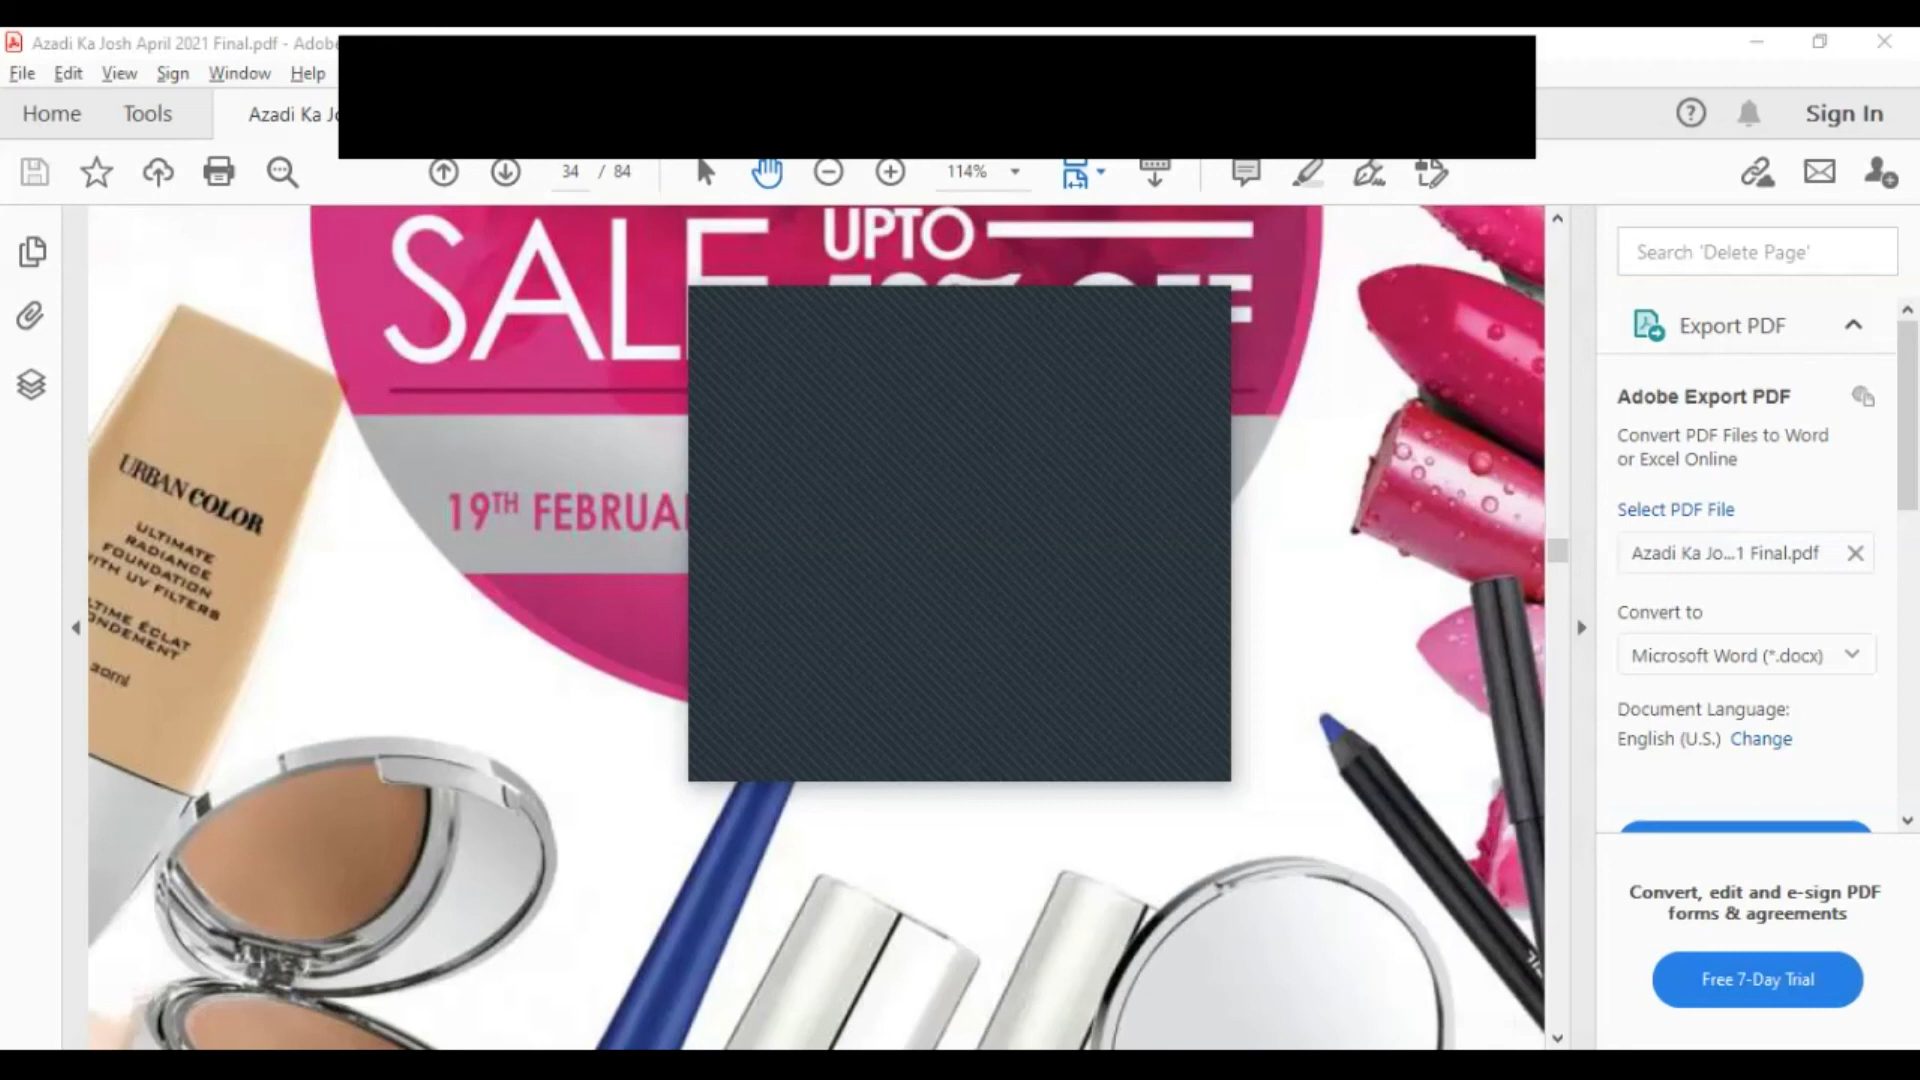 Azadi Ka Josh April 2021 Final.pdf - Adobe
File Edit View Sign Window Help
Home Tools Azadi Ka Jo
Sign In
34 / 84
114%
SALE UPTO
OFF
19TH FEBRUA
URBAN COLOR
ULTIMATE
RADIANCE
FOUNDATION
WITH UV FILTERS
30ml
Search 'Delete Page'
Export PDF
Adobe Export PDF
Convert PDF Files to Word
or Excel Online
Select PDF File
Azadi Ka Jo...1 Final.pdf
Convert to
Microsoft Word (*.docx)
Document Language:
English (U.S.) Change
Convert, edit and e-sign PDF
forms & agreements
Free 7-Day Trial